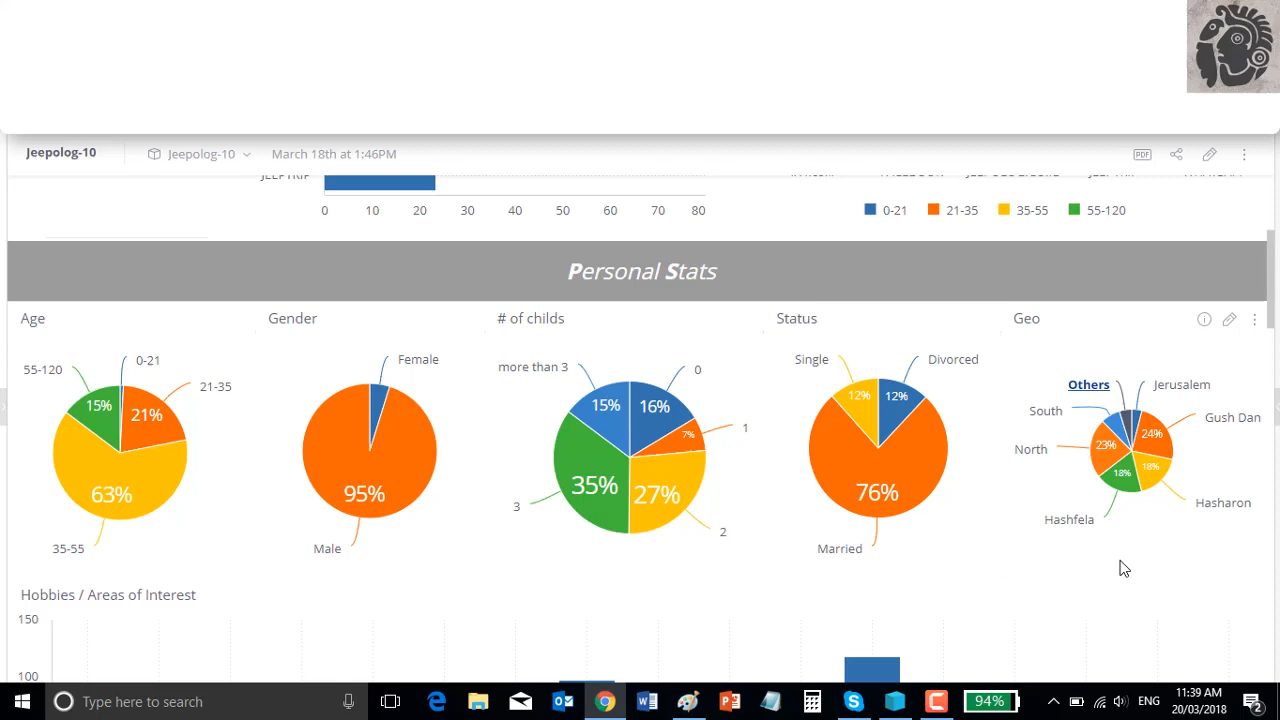 Jeepolog-10
Jeepolog-10
March 18th at 1:46PM
PDF
JEEPTRIP
0 10 20 30 40 50 60 70 80
0-21 21-35 35-55 55-120
Personal Stats
Age
55-120
0-21
21-35
15%
21%
63%
35-55
Gender
Female
95%
Male
# of childs
more than 3
0
15%
16%
7%
1
35%
27%
3
2
Status
Single
Divorced
12%
12%
76%
Married
Geo
Others
Jerusalem
South
Gush Dan
24%
23%
North
18%
18%
Hasharon
Hashfela
Hobbies / Areas of Interest
150
100
Type here to search
94%
ENG
11:39 AM
20/03/2018
2